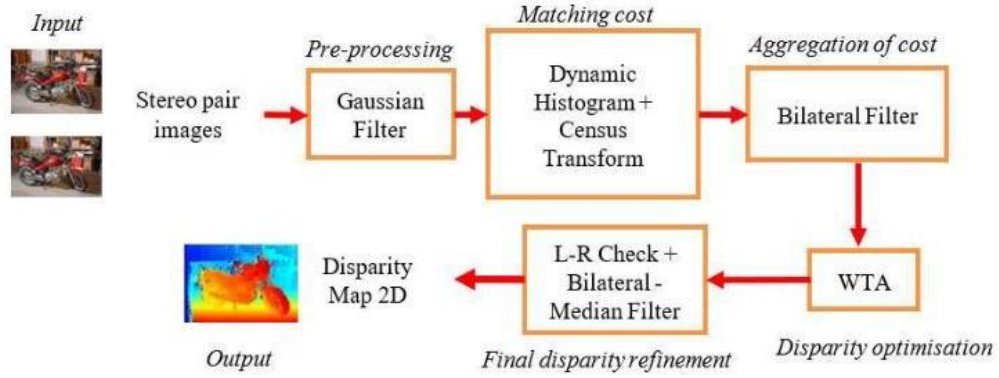 Input
Stereo pair
images
Pre-processing
Gaussian
Filter
Matching cost
Dynamic
Histogram +
Census
Transform
Aggregation of cost
Bilateral Filter
WTA
Disparity optimisation
L-R Check +
Bilateral -
Median Filter
Final disparity refinement
Disparity
Map 2D
Output